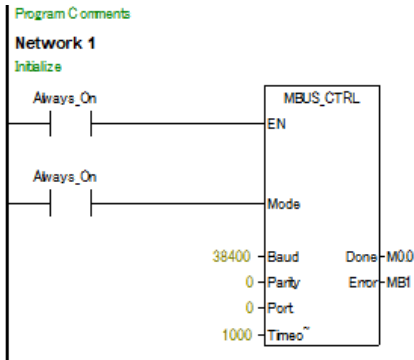 Program Comments
Network 1
Initialize
Always_On
MBUS_CTRL
EN
Always_On
Mode
38400 Baud Done M0.0
0 Parity Error MB1
0 Port
1000 Timeo~